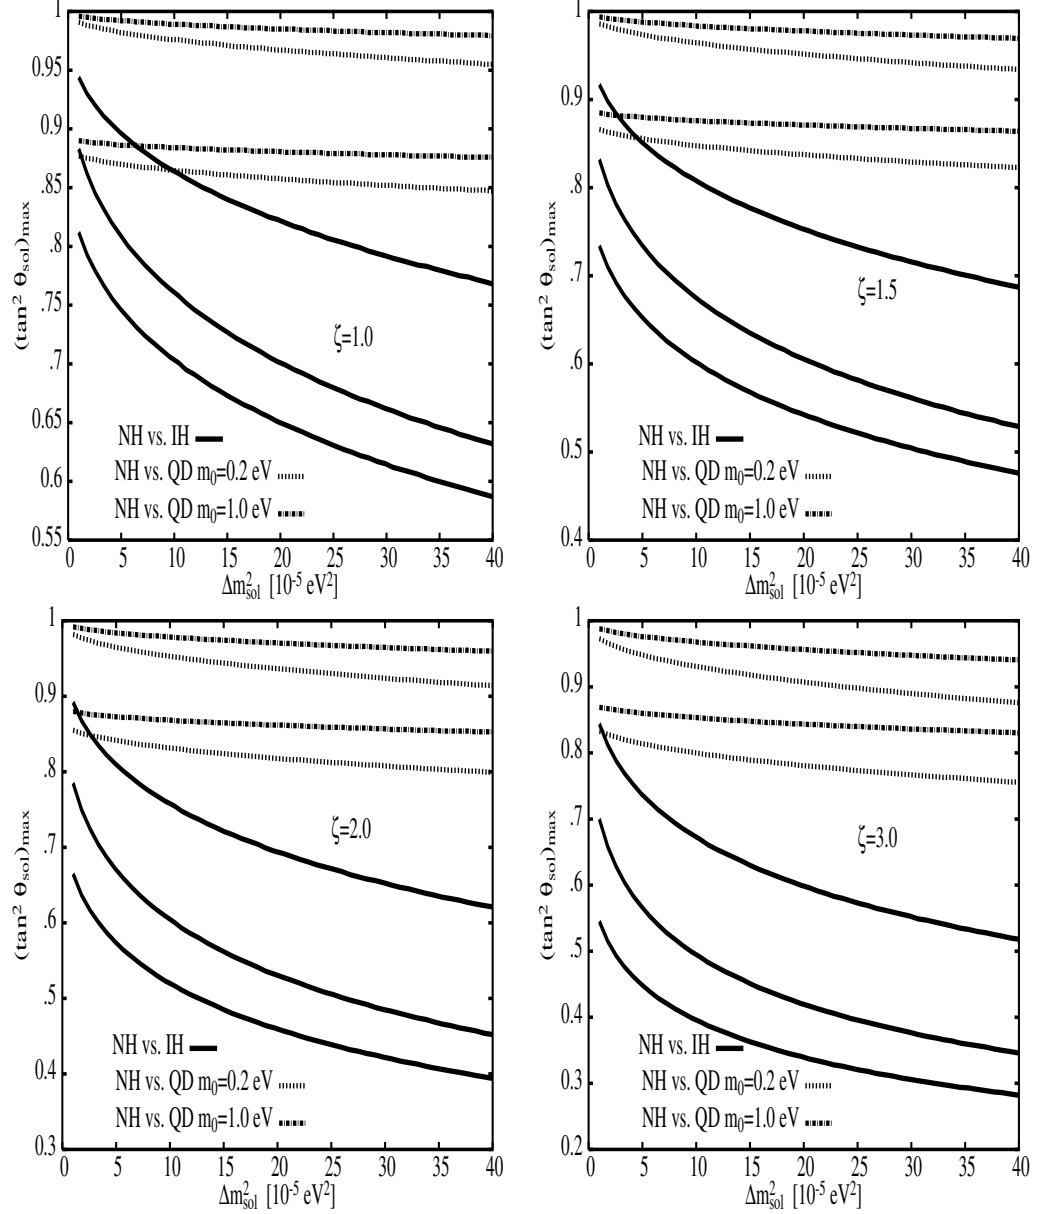 1
0.95
0.9
0.85
.8
0.75
.7
0.65
0.6
0.55
(tan² θsol)max
ζ=1.0
NH vs. IH
NH vs. QD m₀=0.2 eV
NH vs. QD m₀=1.0 eV
0 5 10 15 20 25 30 35 40
Δm²sol [10⁻⁵ eV²]
1
0.9
.8
.7
.6
0.5
0.4
(tan² θsol)max
ζ=1.5
NH vs. IH
NH vs. QD m₀=0.2 eV
NH vs. QD m₀=1.0 eV
0 5 10 15 20 25 30 35 40
Δm²sol [10⁻⁵ eV²]
1
0.9
.8
.7
.6
.5
0.4
0.3
(tan² θsol)max
ζ=2.0
NH vs. IH
NH vs. QD m₀=0.2 eV
NH vs. QD m₀=1.0 eV
0 5 10 15 20 25 30 35 40
Δm²sol [10⁻⁵ eV²]
1
0.9
0.8
.7
.6
.5
0.4
0.3
0.2
(tan² θsol)max
ζ=3.0
NH vs. IH
NH vs. QD m₀=0.2 eV
NH vs. QD m₀=1.0 eV
0 5 10 15 20 25 30 35 40
Δm²sol [10⁻⁵ eV²]